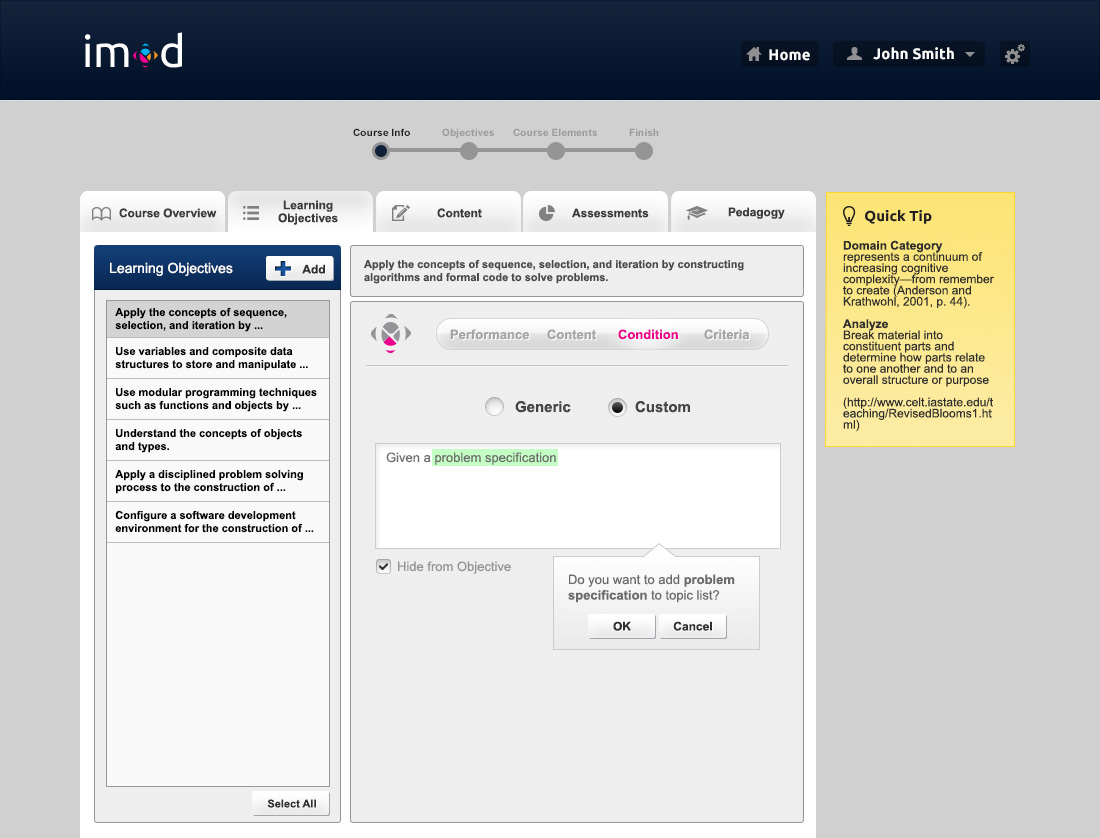 imod
Home
John Smith
Course Info
Objectives
Course Elements
Finish
Course Overview
Learning
Objectives
Content
Assessments
Pedagogy
Learning Objectives
Add
Apply the concepts of sequence,
selection, and iteration by ...
Use variables and composite data
structures to store and manipulate ...
Use modular programming techniques
such as functions and objects by ...
Understand the concepts of objects
and types.
Apply a disciplined problem solving
process to the construction of ...
Configure a software development
environment for the construction of ...
Select All
Apply the concepts of sequence, selection, and iteration by constructing
algorithms and formal code to solve problems.
Performance
Content
Condition
Criteria
Generic
Custom
Given a problem specification
Hide from Objective
Do you want to add problem
specification to topic list?
OK
Cancel
Quick Tip
Domain Category
represents a continuum of
increasing cognitive
complexity—from remember
to create (Anderson and
Krathwohl, 2001, p. 44).
Analyze
Break material into
constituent parts and
determine how parts relate
to one another and to an
overall structure or purpose
(http://www.celt.iastate.edu/t
eaching/RevisedBlooms1.ht
ml)